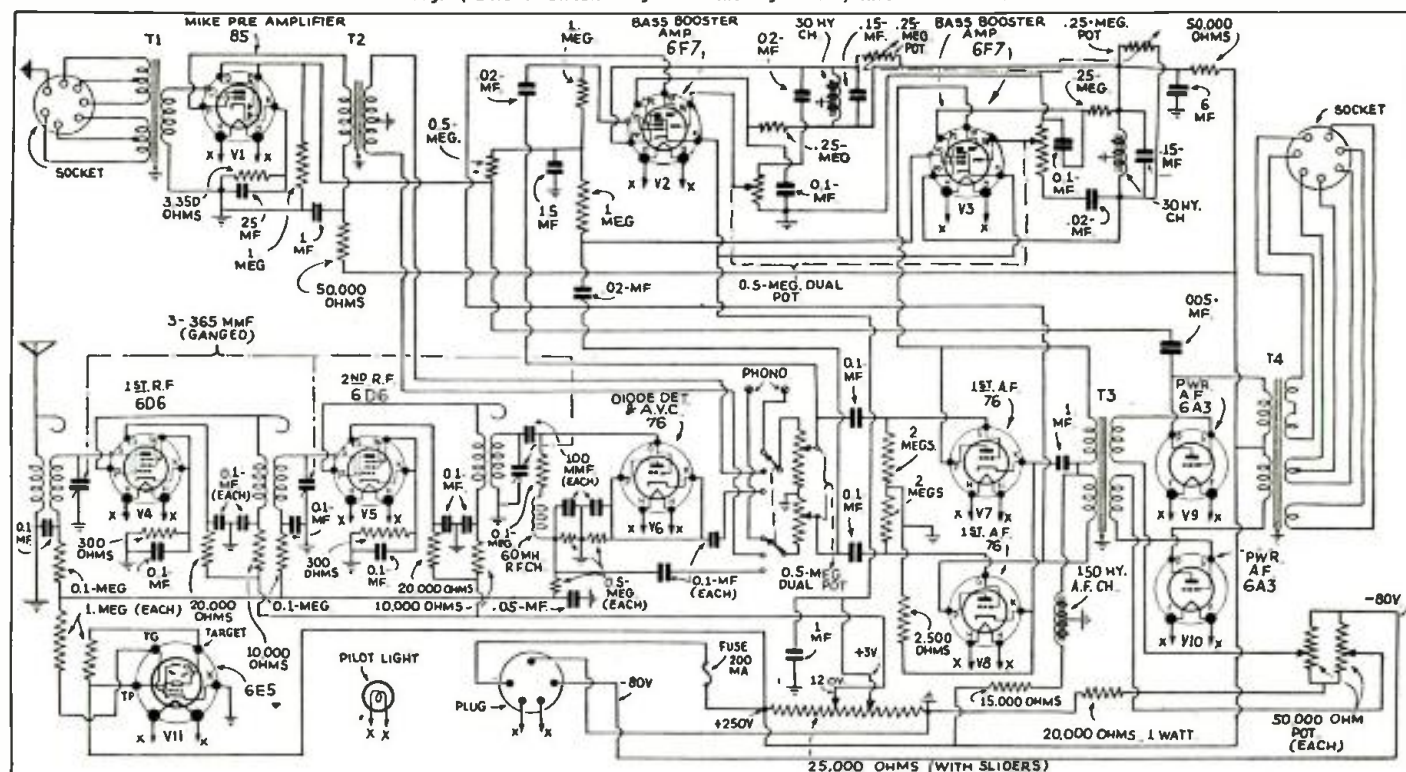 MIKE PRE AMPLIFIER
85
T1
T2
SOCKET
V1
X
X
3,350
OHMS
25
MF
1
MEG
1
MF
50,000
OHMS
1
MEG
.02-
MF.
0.5-
MEG.
BASS BOOSTER
AMP
6F7
V2
X
X
15
MF
1
MEG
02-MF
02-
MF
30 HY
CH
.15-
MF.
.25-
MEG
POT
.25-
MEG
0.1-
MF
BASS BOOSTER
AMP.
6F7
V3
X
X
0.5-MEG. DUAL
POT
.25-MEG.
POT
25
MEG.
0.1-
MF
.02-
MF.
.15-
MF
30 HY.
CH
50,000
OHMS
6
MF
SOCKET
005-
MF.
T4
3-365 MMF
(GANGED)
1ST R.F
6D6
V4
X
X
0.1
MF
300
OHMS
0.1-
MF
0.1-MEG
1.MEG (EACH)
20,000
OHMS
0.1-
MF
(EACH)
10,000
OHMS
0.1-MEG
0.1-
MF
2ND R.F
6D6
V5
X
X
300
OHMS
0.1-
MF.
20,000
OHMS
0.1-
MF
10,000 OHMS
.05-MF.
100
MMF
(EACH)
0.1-
MEG
60MH
RFCH
DIODE DET
& A.V.C
76
V6
X
X
0.5-
MEG
(EACH)
0.1-MF
(EACH)
PHONO
0.5-MEG
DUAL
POT
0.1-
MF
0.1
MF
2
MEGS.
2
MEGS
1ST. A.F
76
V7
X
X
1ST A.F.
76
V8
X
X
2,500
OHMS
1
MF
T3
150 HY.
A.F. CH
PWR
AF
6A3
V9
X
X
PWR.
AF
6A3
V10
X
X
TG
TARGET
TP
6E5
V11
X
X
PILOT LIGHT
X X
PLUG
X
X
-80V
FUSE
200
MA
+250V
1
MF
+3V
15,000 OHMS
20,000 OHMS 1 WATT
-80V
50,000 OHM
POT
(EACH)
25,000 OHMS (WITH SLIDERS)